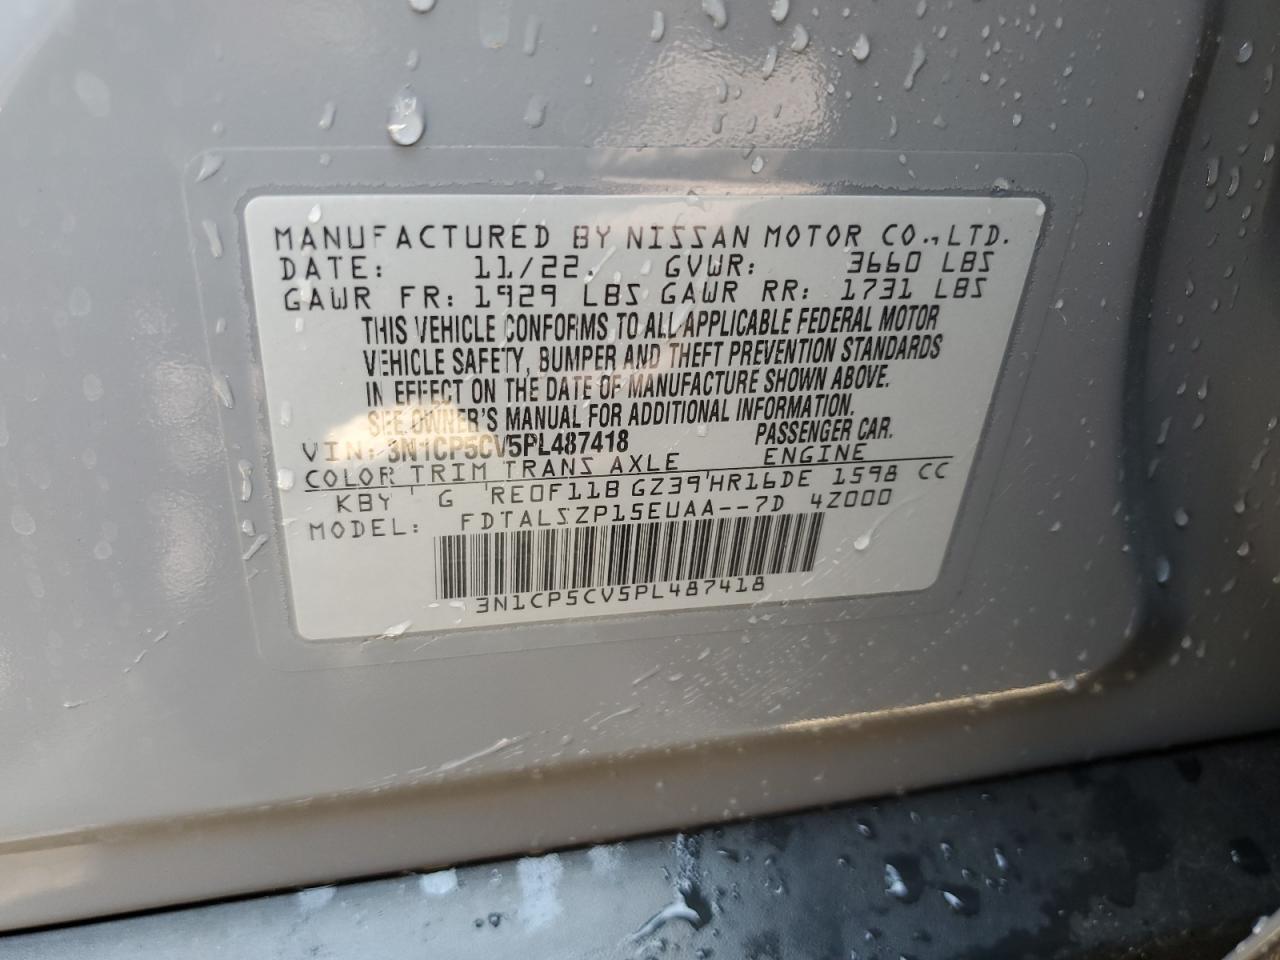 MANUFACTURED BY NISSAN MOTOR CO.,LTD.
DATE: 11/22. GVWR: 3660 LBS
GAWR FR: 1929 LBS GAWR RR: 1731 LBS
THIS VEHICLE CONFORMS TO ALL APPLICABLE FEDERAL MOTOR
VEHICLE SAFETY, BUMPER AND THEFT PREVENTION STANDARDS
IN EFFECT ON THE DATE OF MANUFACTURE SHOWN ABOVE.
SEE OWNER'S MANUAL FOR ADDITIONAL INFORMATION.
VIN: 3N1CP5CV5PL487418 PASSENGER CAR.
COLOR TRIM TRANS AXLE ENGINE
KBY G RE0F11B GZ39 HR16DE 1598 CC
MODEL: FDTALSZP15EUAA--7D 4Z000
3N1CP5CV5PL487418